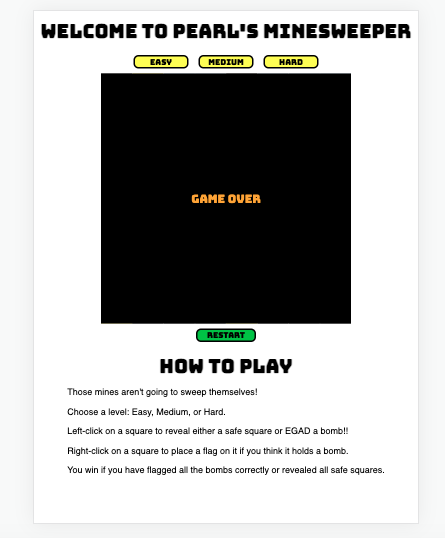 WELCOME TO PEARL'S MINESWEEPER
EASY MEDIUM HARD
GAME OVER
RESTART
HOW TO PLAY
Those mines aren't going to sweep themselves!
Choose a level: Easy, Medium, or Hard.
Left-click on a square to reveal either a safe square or EGAD a bomb!!
Right-click on a square to place a flag on it if you think it holds a bomb.
You win if you have flagged all the bombs correctly or revealed all safe squares.